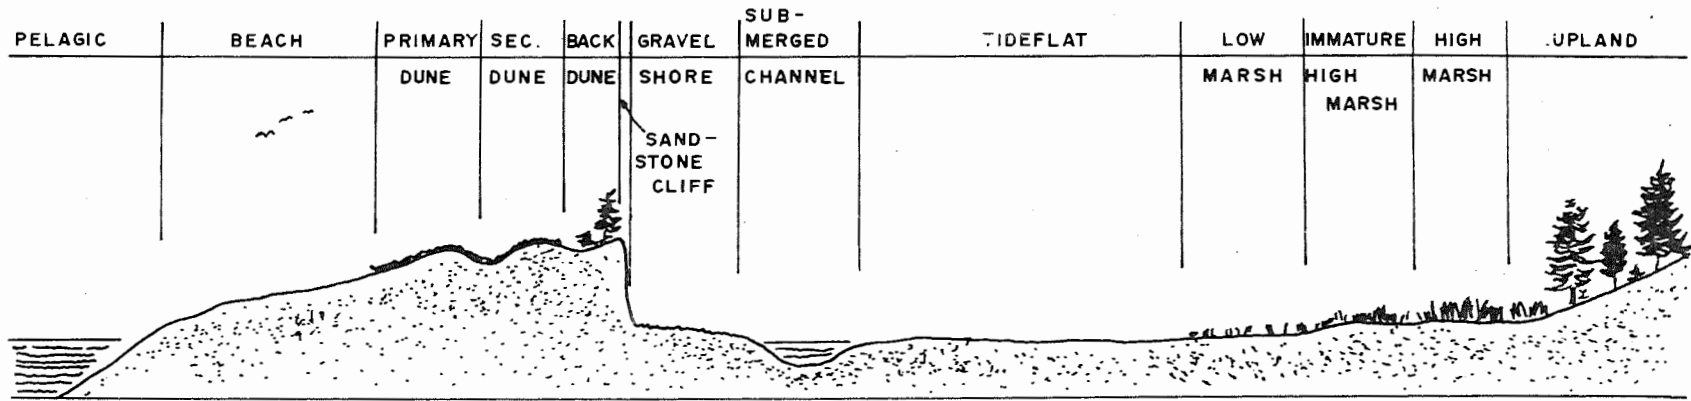 SUB-
PELAGIC BEACH PRIMARY SEC. BACK GRAVEL MERGED TIDEFLAT LOW IMMATURE HIGH UPLAND
DUNE DUNE DUNE SHORE CHANNEL MARSH HIGH MARSH
MARSH
SAND-
STONE
CLIFF